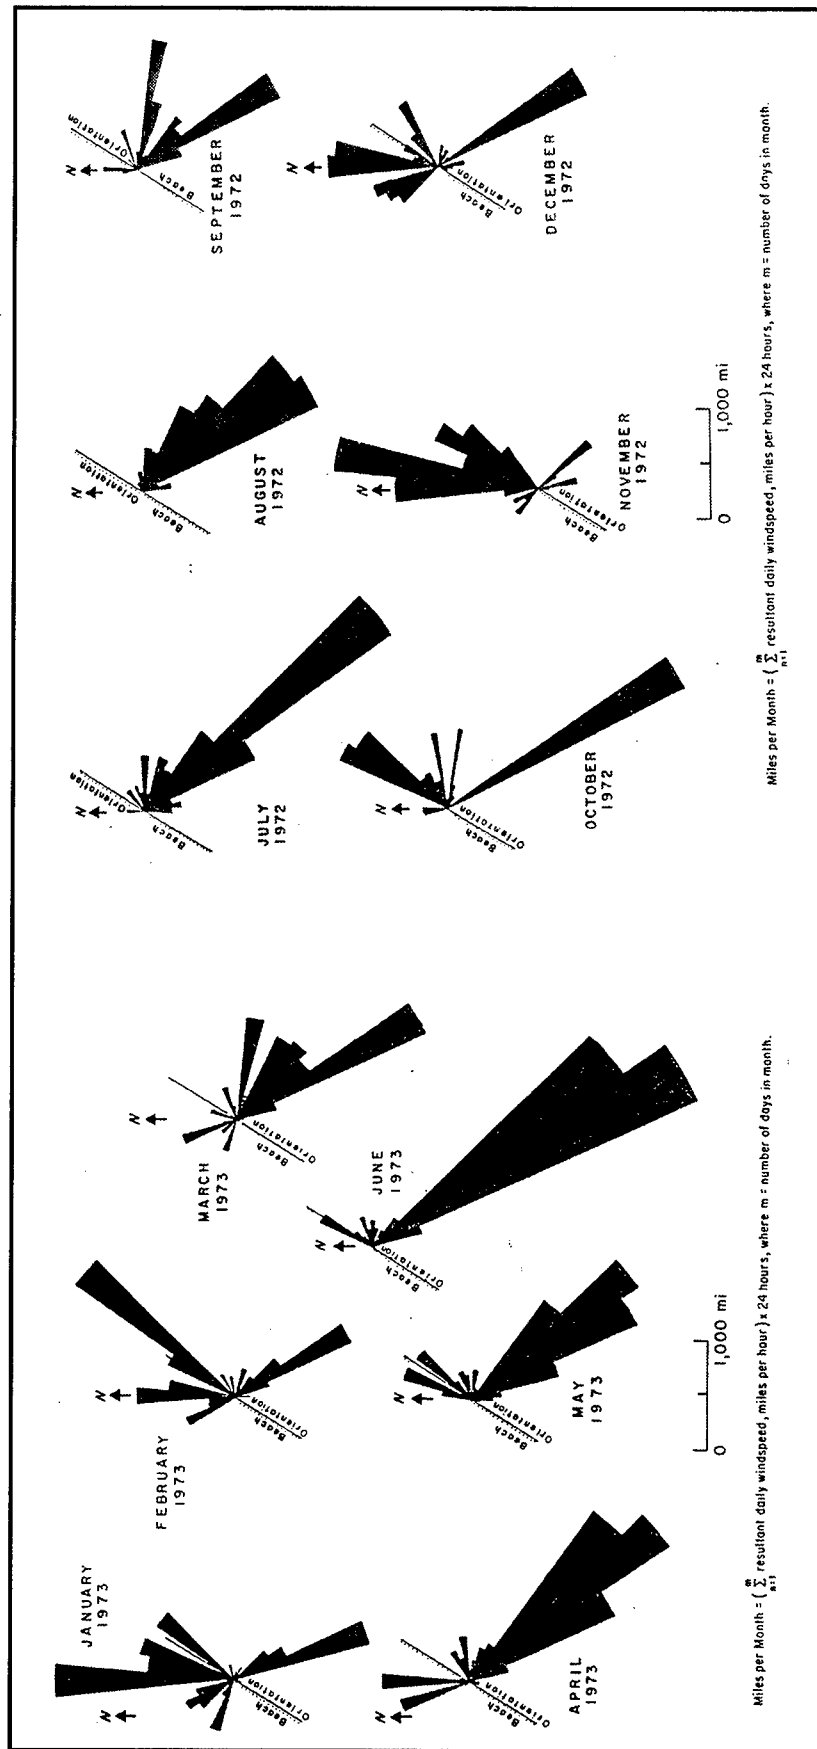 N
Orientation
Beach
JULY
1972
N
Orientation
Beach
AUGUST
1972
N
Orientation
Beach
SEPTEMBER
1972
N
Beach
Orientation
OCTOBER
1972
N
Beach
Orientation
NOVEMBER
1972
N
Beach
Orientation
DECEMBER
1972
0
1,000 mi
Miles per Month = ( m Σ n=1 resultant daily windspeed, miles per hour ) x 24 hours, where m = number of days in month.
JANUARY
1973
N
Beach
Orientation
FEBRUARY
1973
N
Beach
Orientation
MARCH
1973
N
Beach
Orientation
APRIL
1973
N
Beach
Orientation
MAY
1973
N
Beach
Orientation
JUNE
1973
N
Beach
Orientation
0
1,000 mi
Miles per Month = ( m Σ n=1 resultant daily windspeed, miles per hour ) x 24 hours, where m = number of days in month.